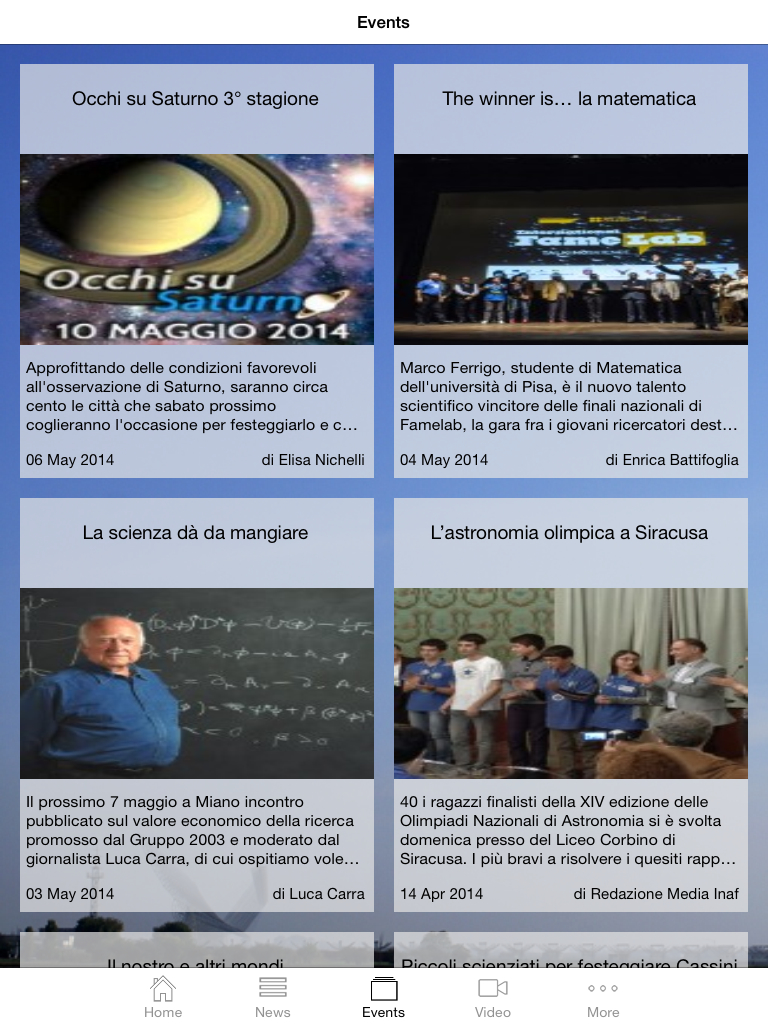 Events
Occhi su Saturno 3° stagione
Occhi su
Saturno
10 MAGGIO 2014
Approfittando delle condizioni favorevoli
all'osservazione di Saturno, saranno circa
cento le città che sabato prossimo
coglieranno l'occasione per festeggiarlo e c…
06 May 2014
di Elisa Nichelli
The winner is… la matematica
International
FameLab
Marco Ferrigo, studente di Matematica
dell'università di Pisa, è il nuovo talento
scientifico vincitore delle finali nazionali di
Famelab, la gara fra i giovani ricercatori dest…
04 May 2014
di Enrica Battifoglia
La scienza dà da mangiare
Il prossimo 7 maggio a Miano incontro
pubblicato sul valore economico della ricerca
promosso dal Gruppo 2003 e moderato dal
giornalista Luca Carra, di cui ospitiamo vole…
03 May 2014
di Luca Carra
L’astronomia olimpica a Siracusa
40 i ragazzi finalisti della XIV edizione delle
Olimpiadi Nazionali di Astronomia si è svolta
domenica presso del Liceo Corbino di
Siracusa. I più bravi a risolvere i quesiti rapp…
14 Apr 2014
di Redazione Media Inaf
Il nostro e altri mondi
Piccoli scienziati per festeggiare Cassini
Home
News
Events
Video
More